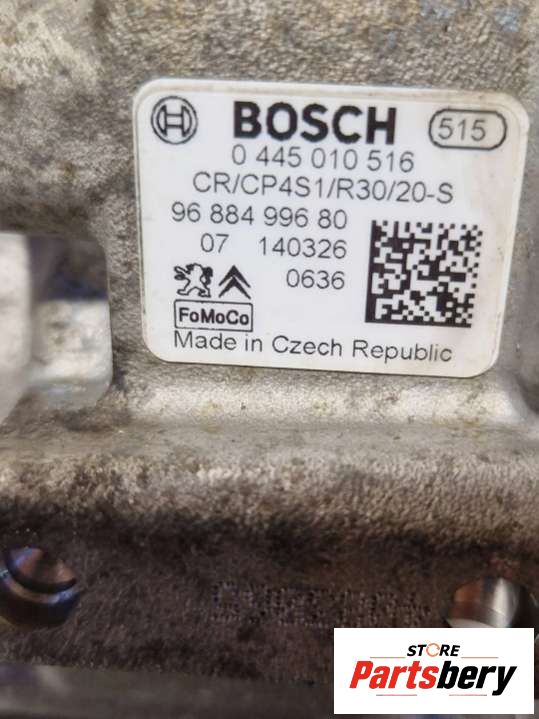 BOSCH 515
0 445 010 516
CR/CP4S1/R30/20-S
96 884 996 80
07 140326
0636
FoMoCo
Made in Czech Republic
STORE
Partsbery